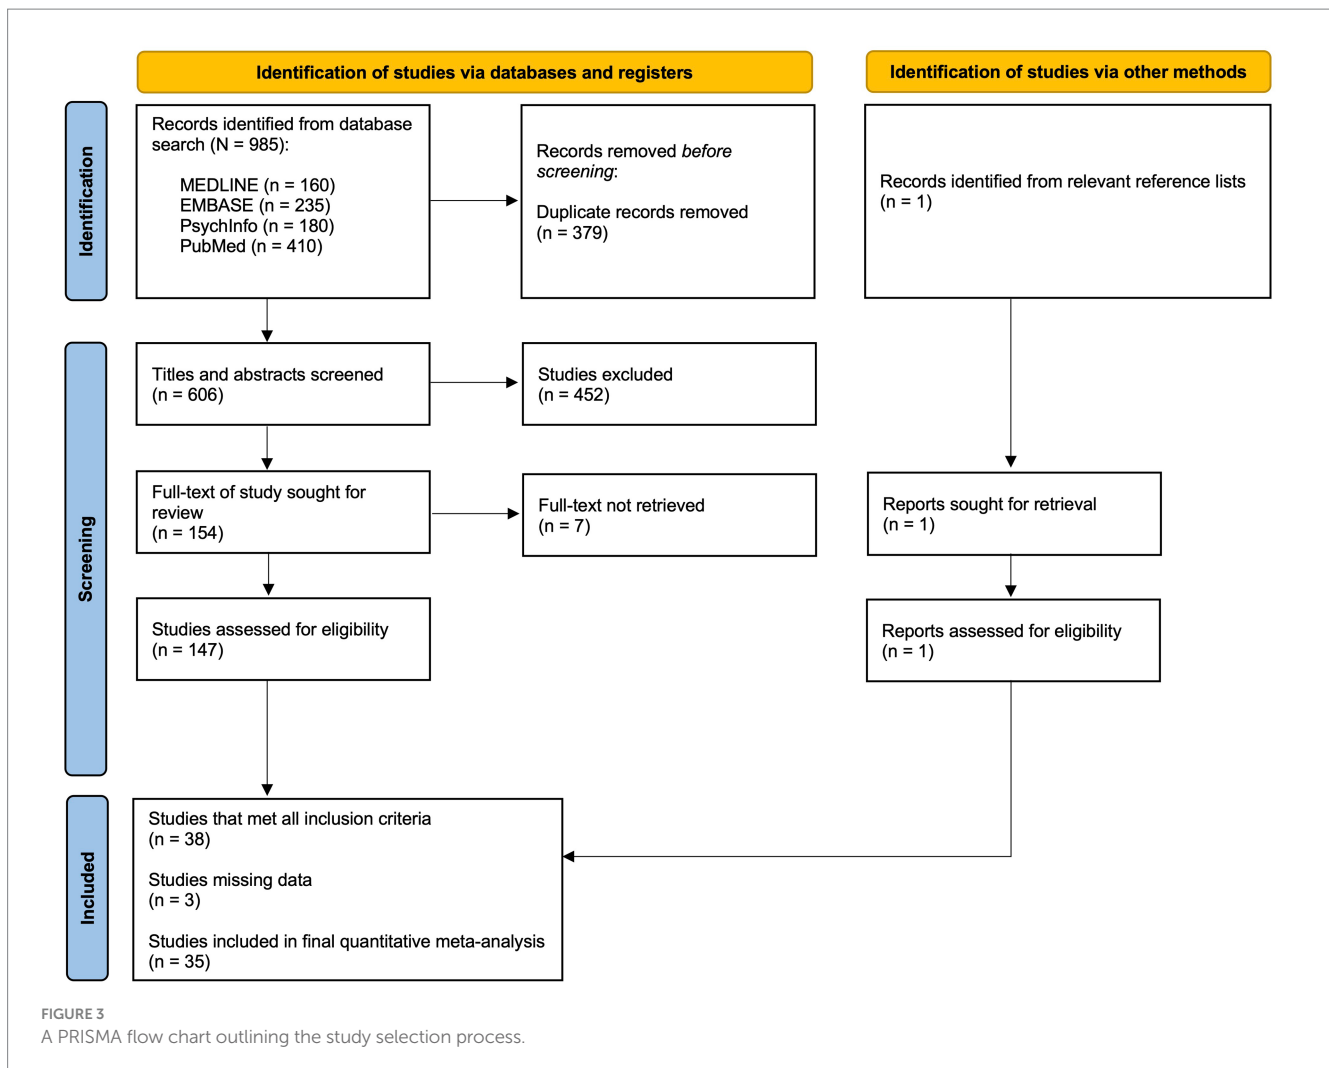 Identification of studies via databases and registers
Identification of studies via other methods
Identification
Records identified from database
search (N = 985):
MEDLINE (n = 160)
EMBASE (n = 235)
PsychInfo (n = 180)
PubMed (n = 410)
Records removed before
screening:
Duplicate records removed
(n = 379)
Records identified from relevant reference lists
(n = 1)
Screening
Titles and abstracts screened
(n = 606)
Studies excluded
(n = 452)
Full-text of study sought for
review
(n = 154)
Full-text not retrieved
(n = 7)
Reports sought for retrieval
(n = 1)
Studies assessed for eligibility
(n = 147)
Reports assessed for eligibility
(n = 1)
Included
Studies that met all inclusion criteria
(n = 38)
Studies missing data
(n = 3)
Studies included in final quantitative meta-analysis
(n = 35)
FIGURE 3
A PRISMA flow chart outlining the study selection process.